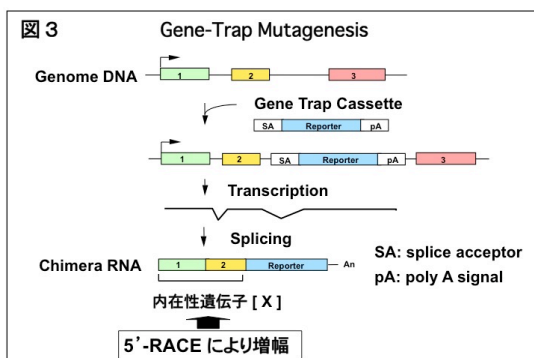 図３ Gene-Trap Mutagenesis
Genome DNA
1 2 3
Gene Trap Cassette
SA Reporter pA
1 2 SA Reporter pA 3
Transcription
Splicing
Chimera RNA 1 2 Reporter An
SA: splice acceptor
pA: poly A signal
内在性遺伝子 [ X ]
5’-RACE により増幅